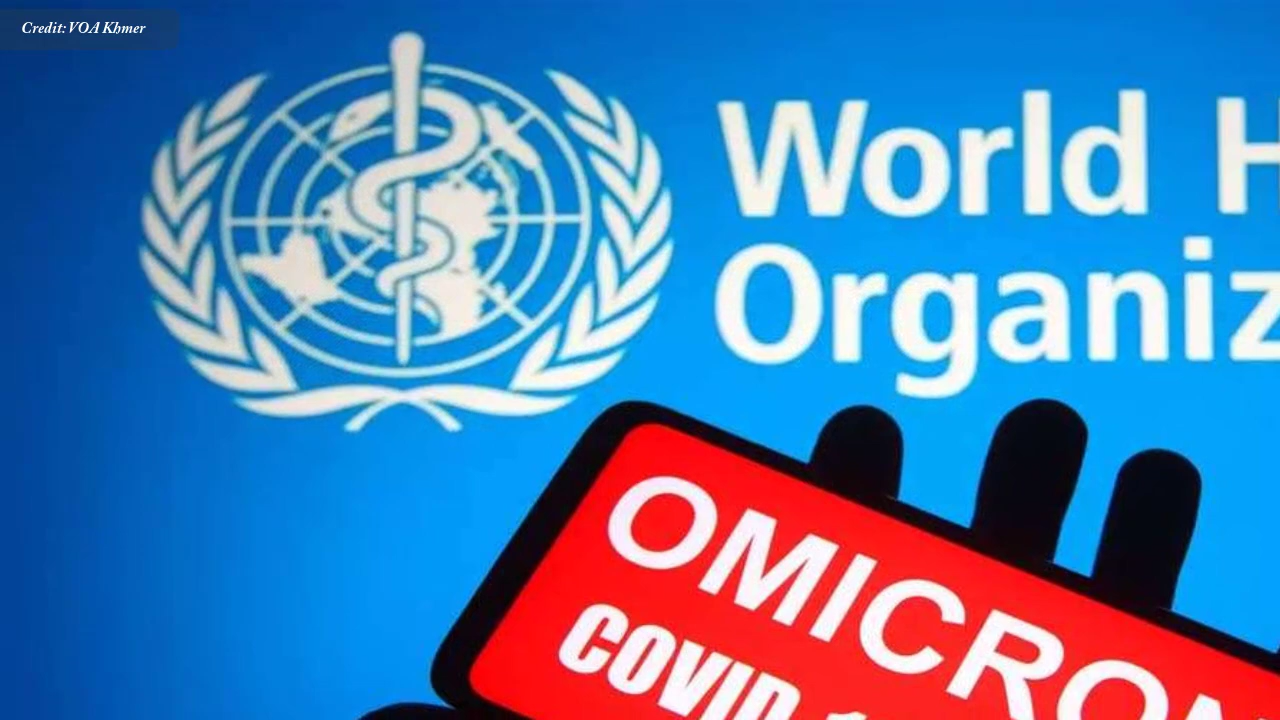 Credit: VOA Khmer
World H
Organiz
OMICRON
COVID